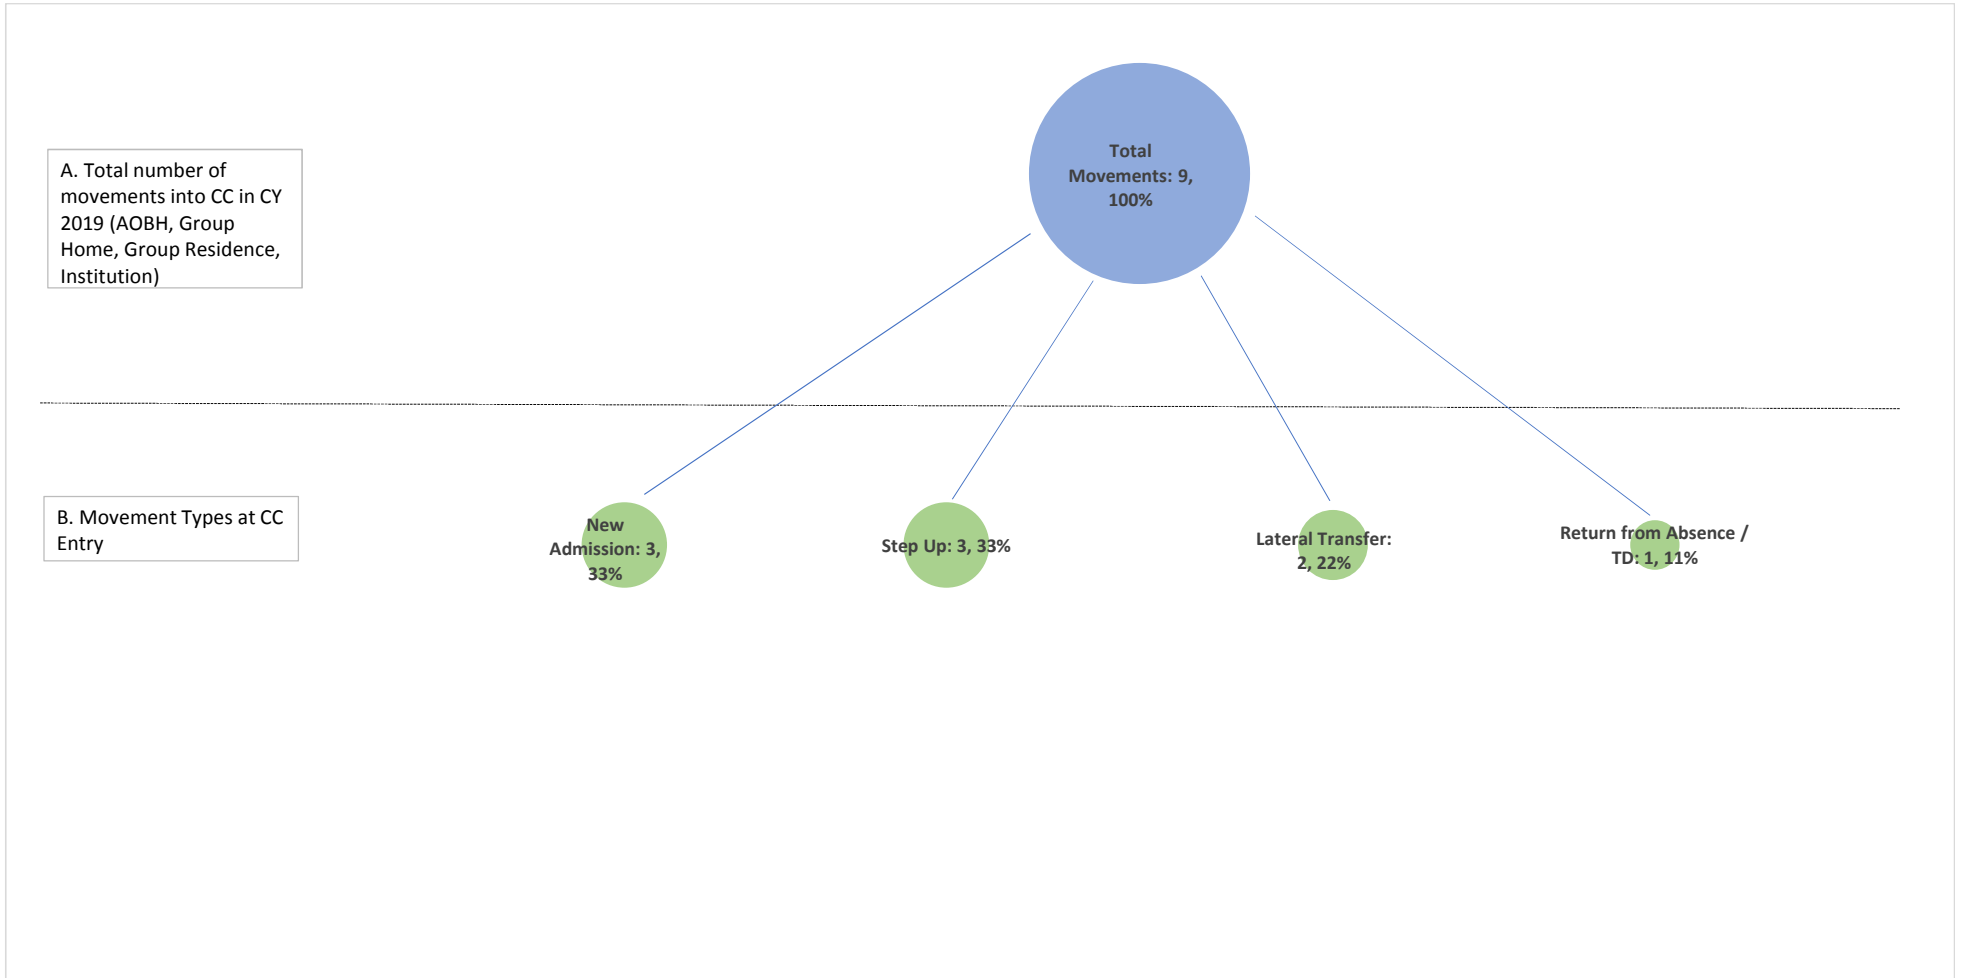 Total
Movements: 9,
100%
A. Total number of
movements into CC in CY
2019 (AOBH, Group
Home, Group Residence,
Institution)
B. Movement Types at CC
Entry
New
Admission: 3,
33%
Step Up: 3, 33%
Lateral Transfer:
2, 22%
Return from Absence /
TD: 1, 11%